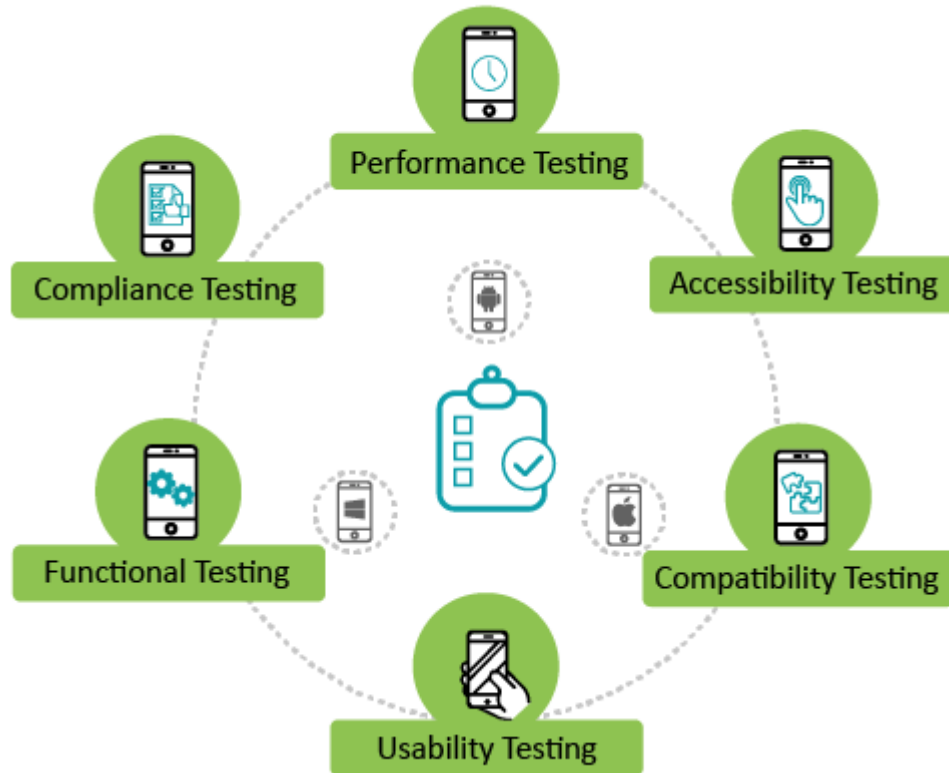 Performance Testing
Compliance Testing
Accessibility Testing
Functional Testing
Compatibility Testing
Usability Testing